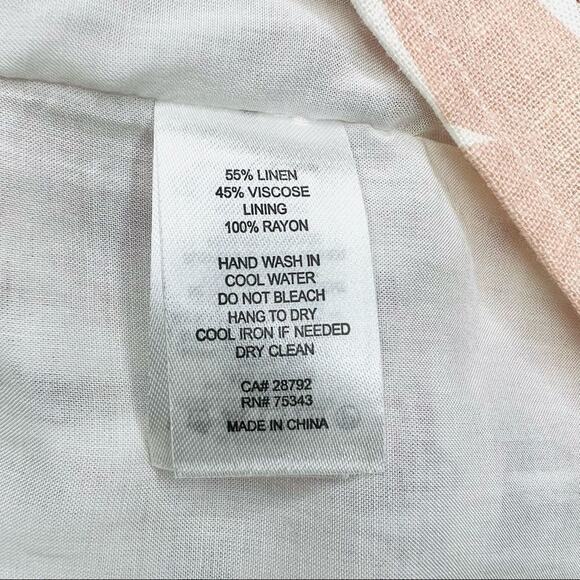 55% LINEN
45% VISCOSE
LINING
100% RAYON
HAND WASH IN
COOL WATER
DO NOT BLEACH
HANG TO DRY
COOL IRON IF NEEDED
DRY CLEAN
CA# 28792
RN# 75343
MADE IN CHINA